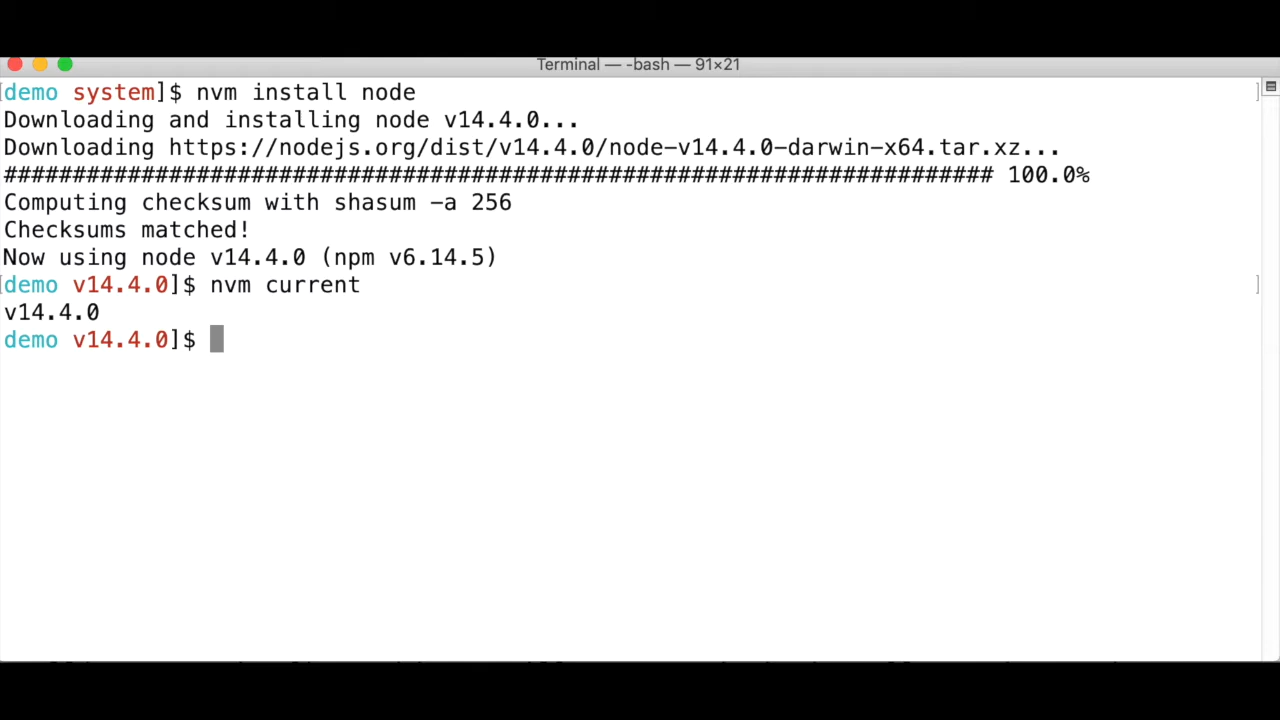 Terminal — -bash — 91×21
[demo system]$ nvm install node ]
Downloading and installing node v14.4.0...
Downloading https://nodejs.org/dist/v14.4.0/node-v14.4.0-darwin-x64.tar.xz...
######################################################################## 100.0%
Computing checksum with shasum -a 256
Checksums matched!
Now using node v14.4.0 (npm v6.14.5)
[demo v14.4.0]$ nvm current ]
v14.4.0
demo v14.4.0]$